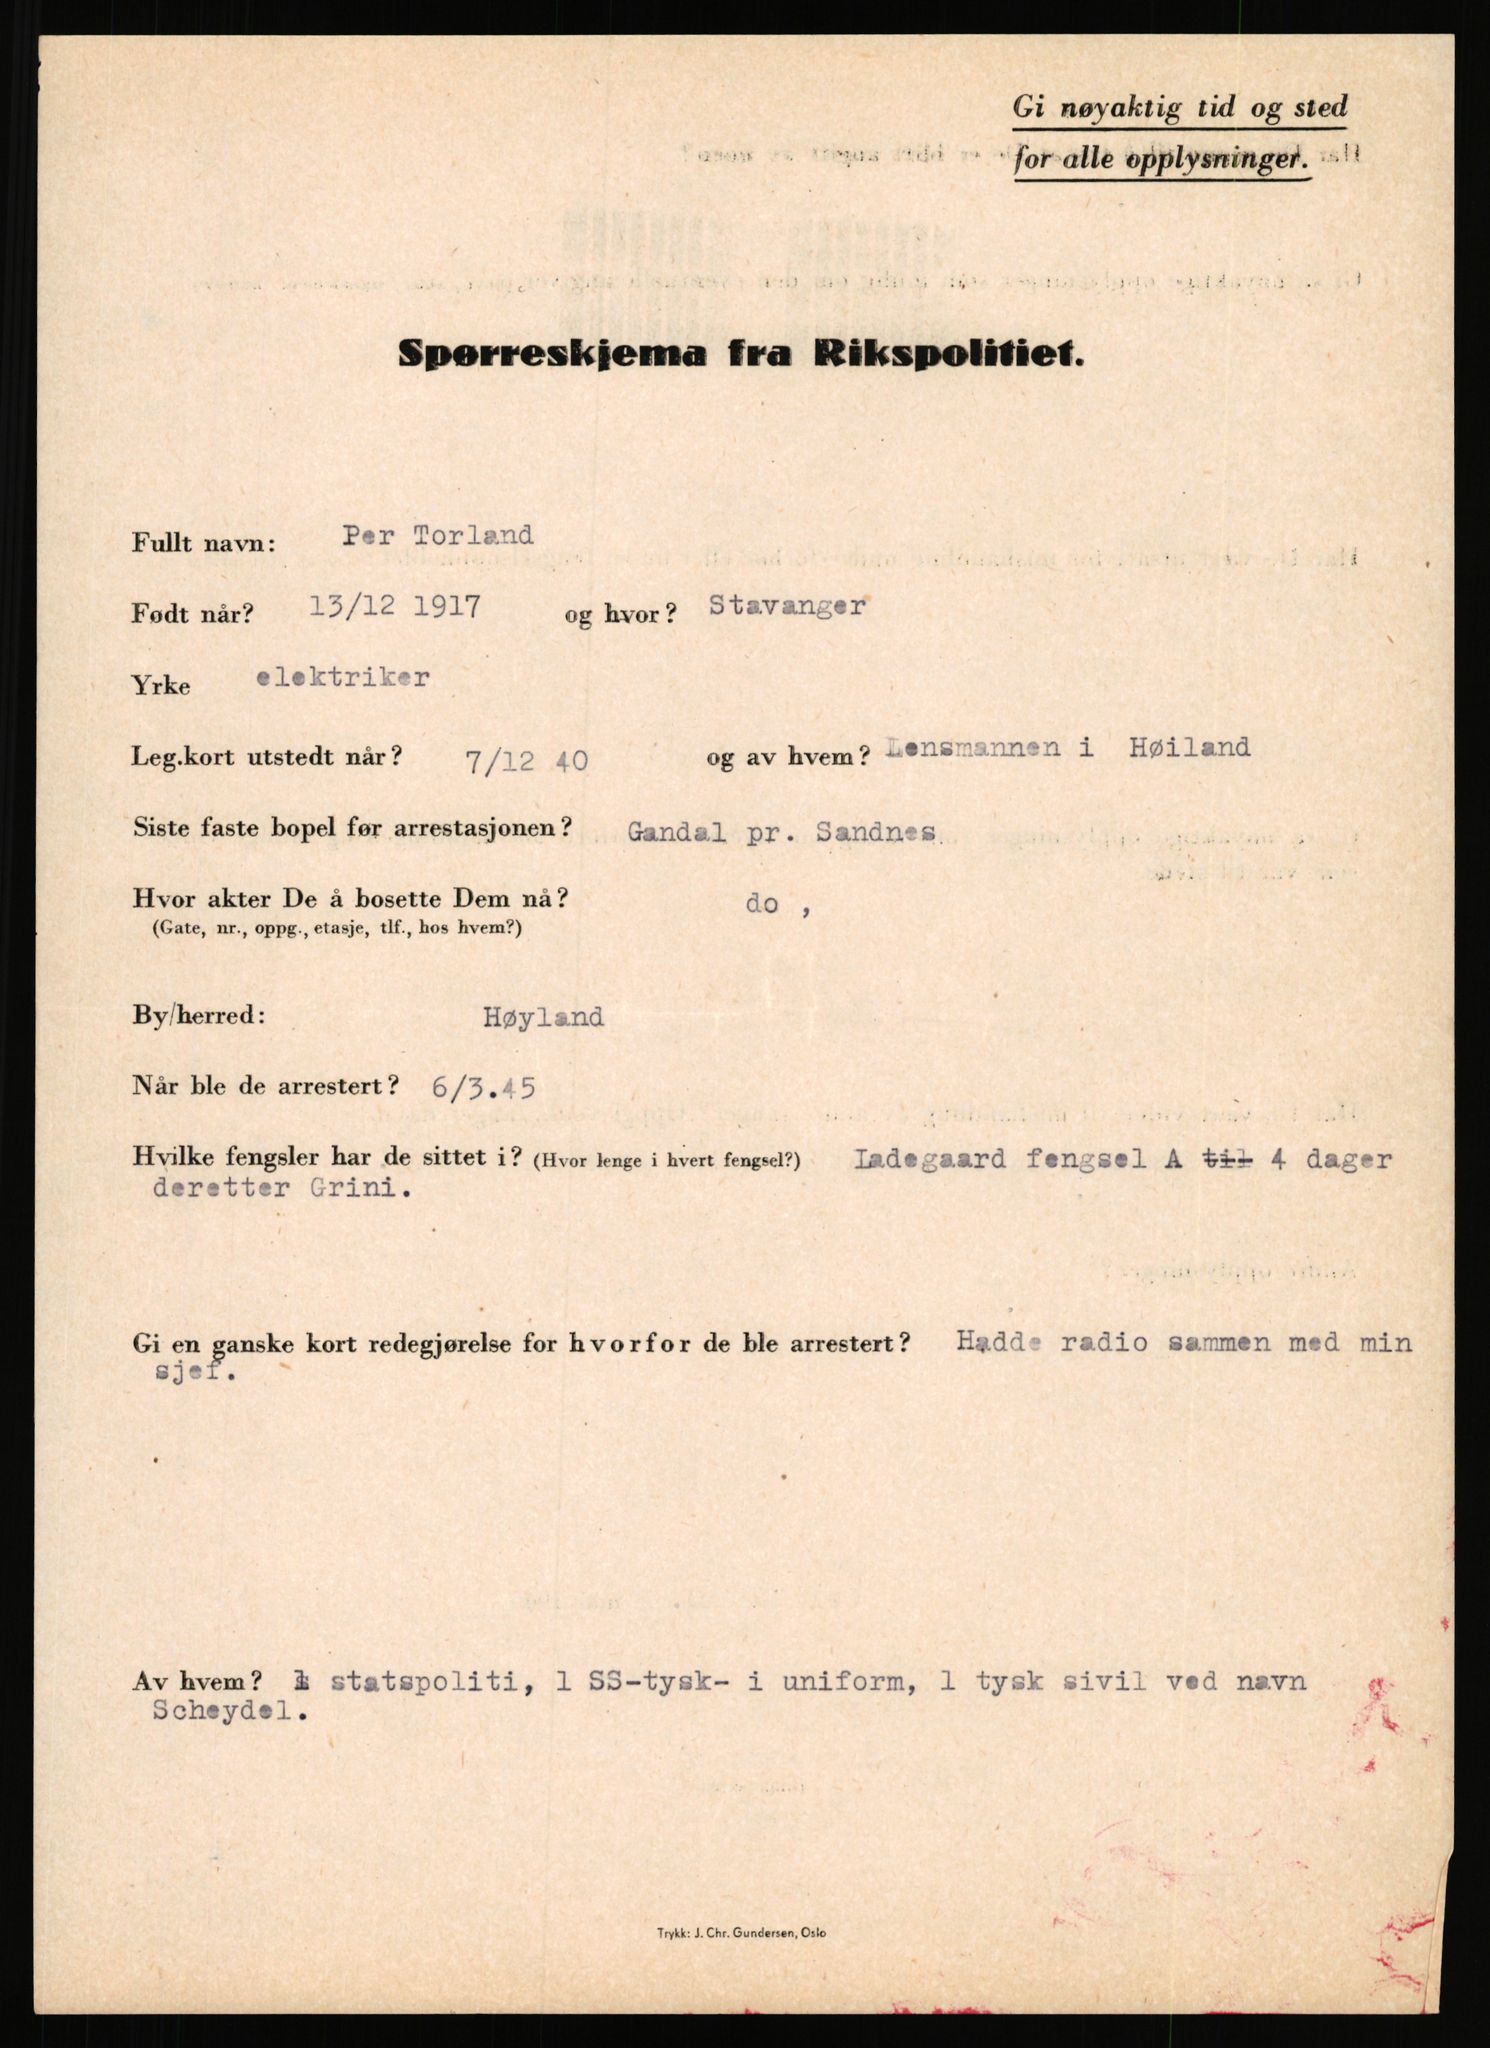 Gi nøyaktig tid og sted
for alle opplysninger.
Spørreskjema fra Rikspolitiet.
Fullt navn: Per Torland
Født når? 13/12 1917 og hvor? Stavanger
Yrke elektriker
Leg.kort utstedt når? 7/12 40 og av hvem? Lensmannen i Høiland
Siste faste bopel før arrestasjonen? Gandal pr. Sandnes
Hvor akter De å bosette Dem nå? do ,
(Gate, nr., oppg., etasje, tlf., hos hvem?)
By/herred: Høyland
Når ble de arrestert? 6/3.45
Hvilke fengsler har de sittet i? (Hvor lenge i hvert fengsel?) Ladegaard fengsel A til 4 dager
deretter Grini.
Gi en ganske kort redegjørelse for hvorfor de ble arrestert? Hadde radio sammen med min
sjef.
Av hvem? 1 statspoliti, 1 SS-tysk- i uniform, 1 tysk sivil ved navn
Scheydel.
Trykk: J. Chr. Gundersen, Oslo